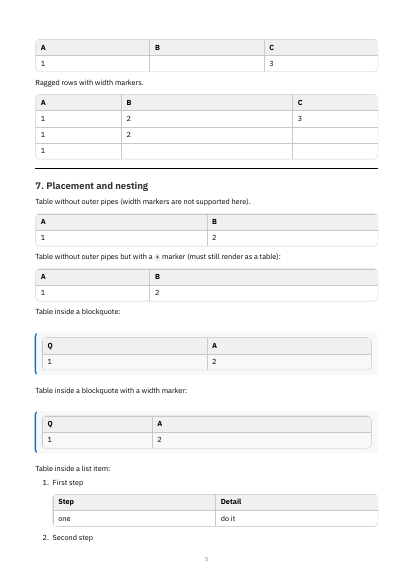 A B C
1 3
Ragged rows with width markers.
A B C
1 2 3
1 2
1
7. Placement and nesting
Table without outer pipes (width markers are not supported here).
A B
1 2
Table without outer pipes but with a * marker (must still render as a table):
A B
1 2
Table inside a blockquote:
Q A
1 2
Table inside a blockquote with a width marker:
Q A
1 2
Table inside a list item:
1. First step
Step Detail
one do it
2. Second step
5